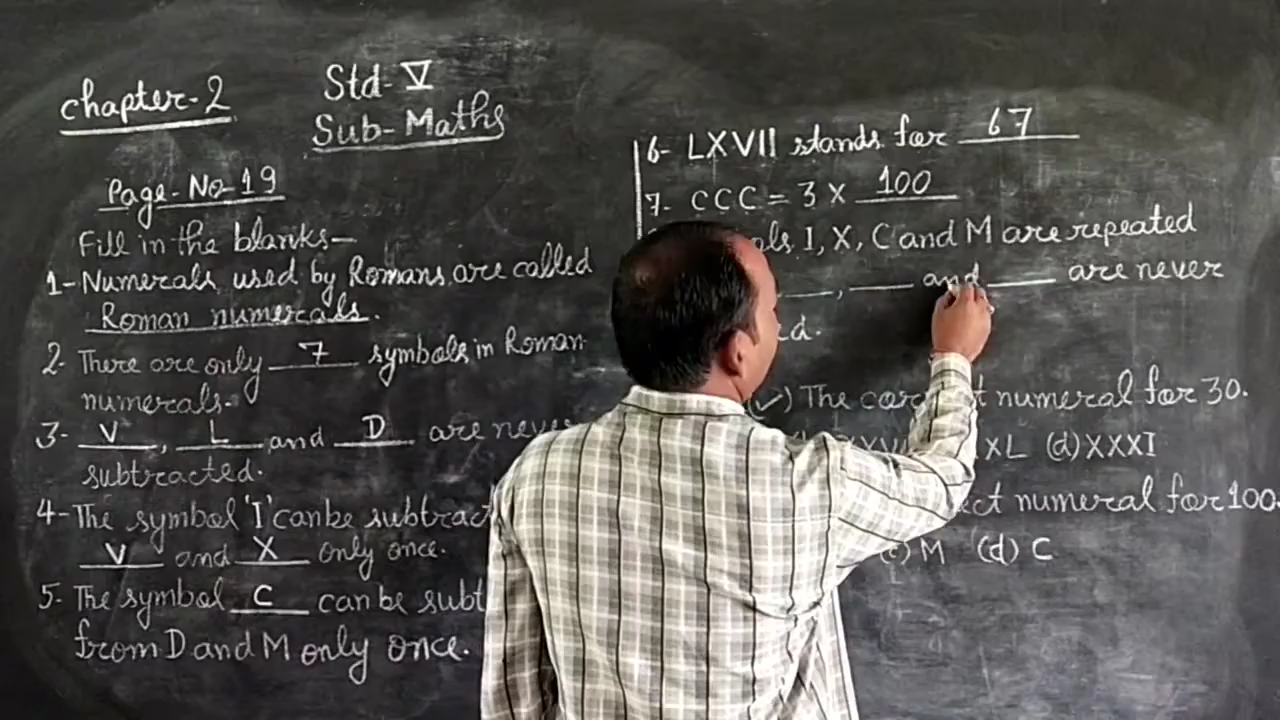 Chapter-2
Std-V
Sub-Maths
Page-No-19
Fill in the blanks-
1- Numerals used by Romans are called
Roman numerals.
2- There are only 7 symbols in Roman
numerals.
3- V, L and D are never
subtracted.
4- The symbol 'I' can be subtract
V and X only once.
5- The symbol C can be subt
from D and M only once.
6- LXVII stands for 67
7- CCC = 3 X 100
I, X, C and M are repeated
__, __ and __ are never
(✓) The numeral for 30.
XL (d) XXXI
numeral for 100.
(c) M (d) C